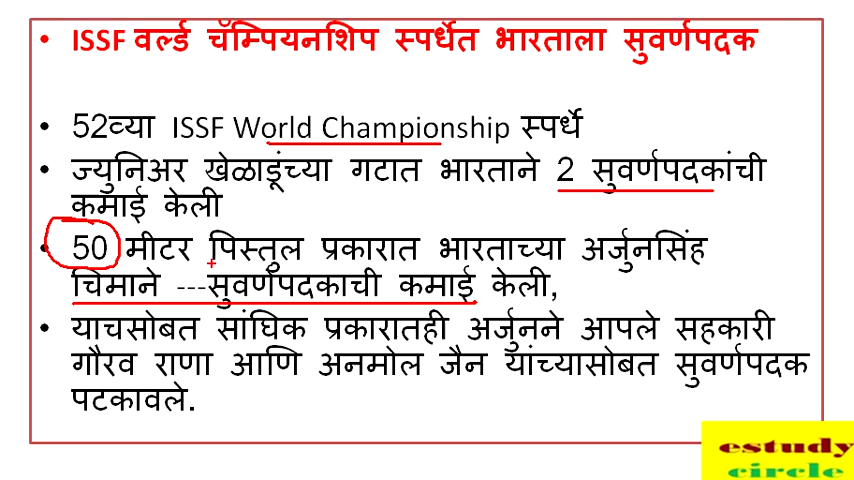 • ISSF वर्ल्ड चॅम्पियनशिप स्पर्धेत भारताला सुवर्णपदक
• 52व्या ISSF World Championship स्पर्धे
• ज्युनिअर खेळाडूंच्या गटात भारताने 2 सुवर्णपदकांची
कमाई केली
• 50 मीटर पिस्तुल प्रकारात भारताच्या अर्जुनसिंह
चिमाने ---सुवर्णपदकाची कमाई केली,
• याचसोबत सांघिक प्रकारातही अर्जुनने आपले सहकारी
गौरव राणा आणि अनमोल जैन यांच्यासोबत सुवर्णपदक
पटकावले.
estudy
circle